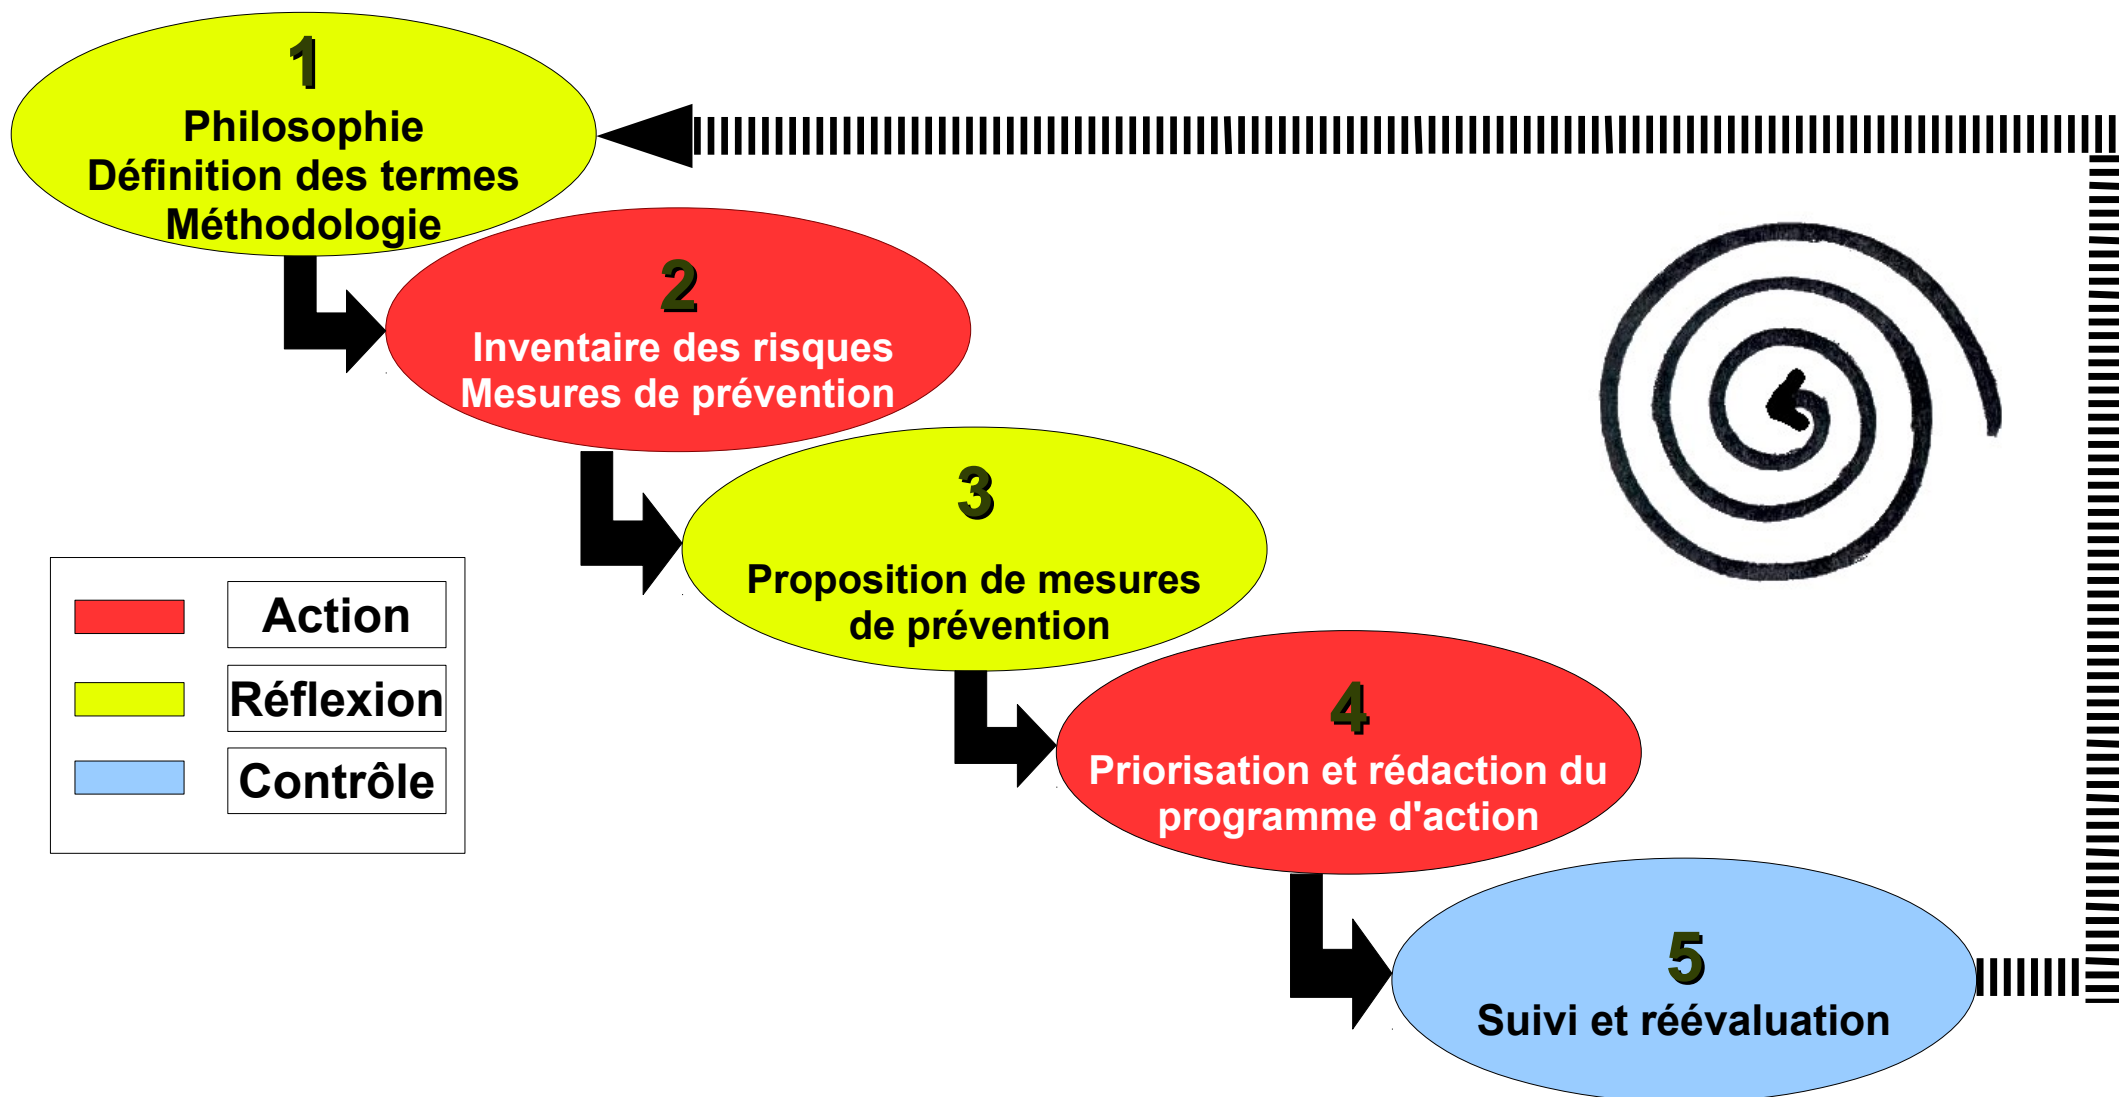 1
Philosophie
Définition des termes
Méthodologie
2
Inventaire des risques
Mesures de prévention
3
Proposition de mesures
de prévention
4
Priorisation et rédaction du
programme d'action
5
Suivi et réévaluation
Action
Réflexion
Contrôle